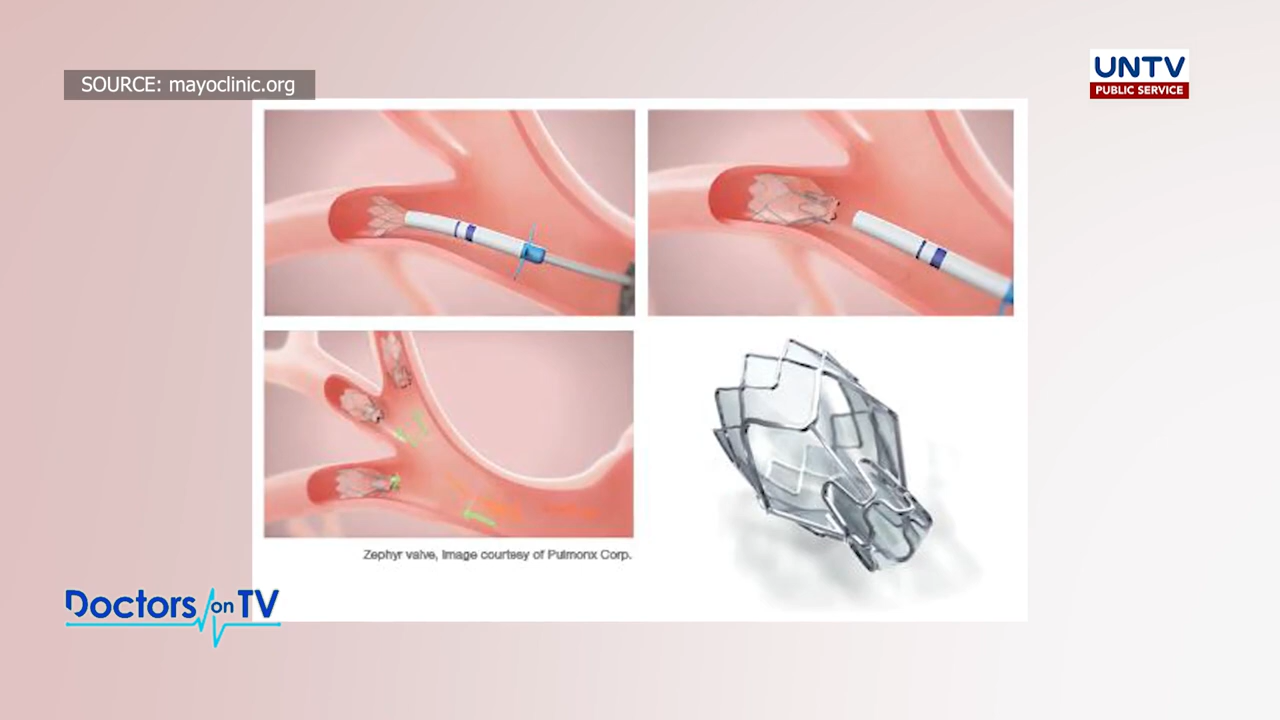 SOURCE: mayoclinic.org
UNTV
PUBLIC SERVICE
Zephyr valve, Image courtesy of Pulmonx Corp.
Doctors on TV